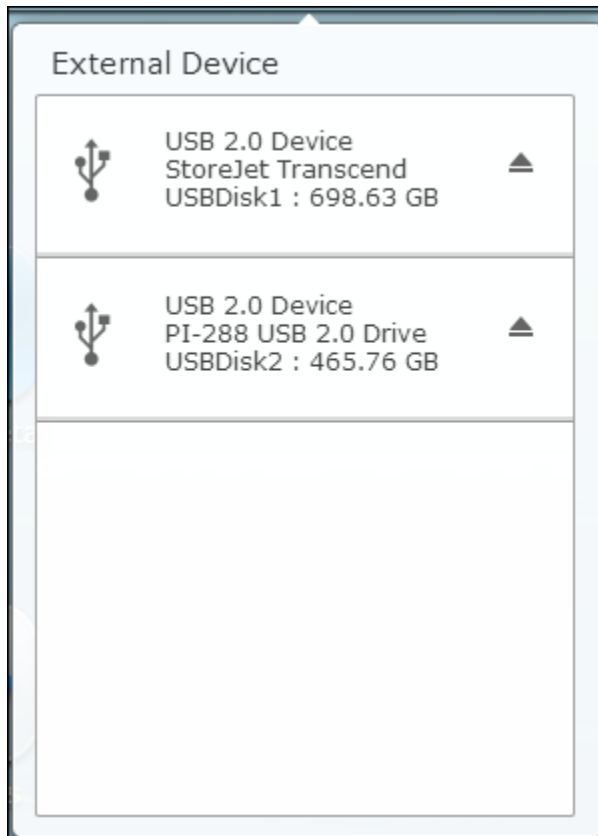 External Device
USB 2.0 Device
StoreJet Transcend
USBDisk1 : 698.63 GB
USB 2.0 Device
PI-288 USB 2.0 Drive
USBDisk2 : 465.76 GB